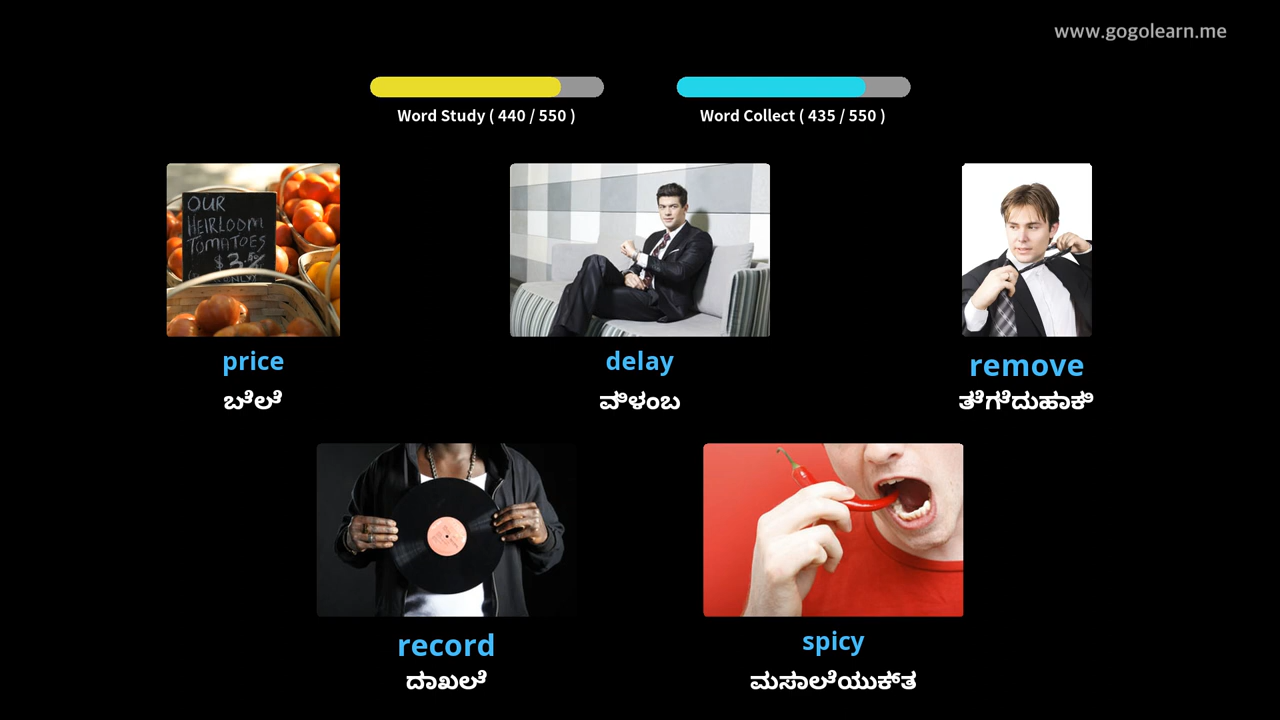 www.gogolearn.me
Word Study ( 440 / 550 )
Word Collect ( 435 / 550 )
OUR
HEIRLOOM
TOMATOES
price
ಬೆಲೆ
delay
ವಿಳಂಬ
remove
ತೆಗೆದುಹಾಕಿ
record
ದಾಖಲೆ
spicy
ಮಸಾಲೆಯುಕ್ತ